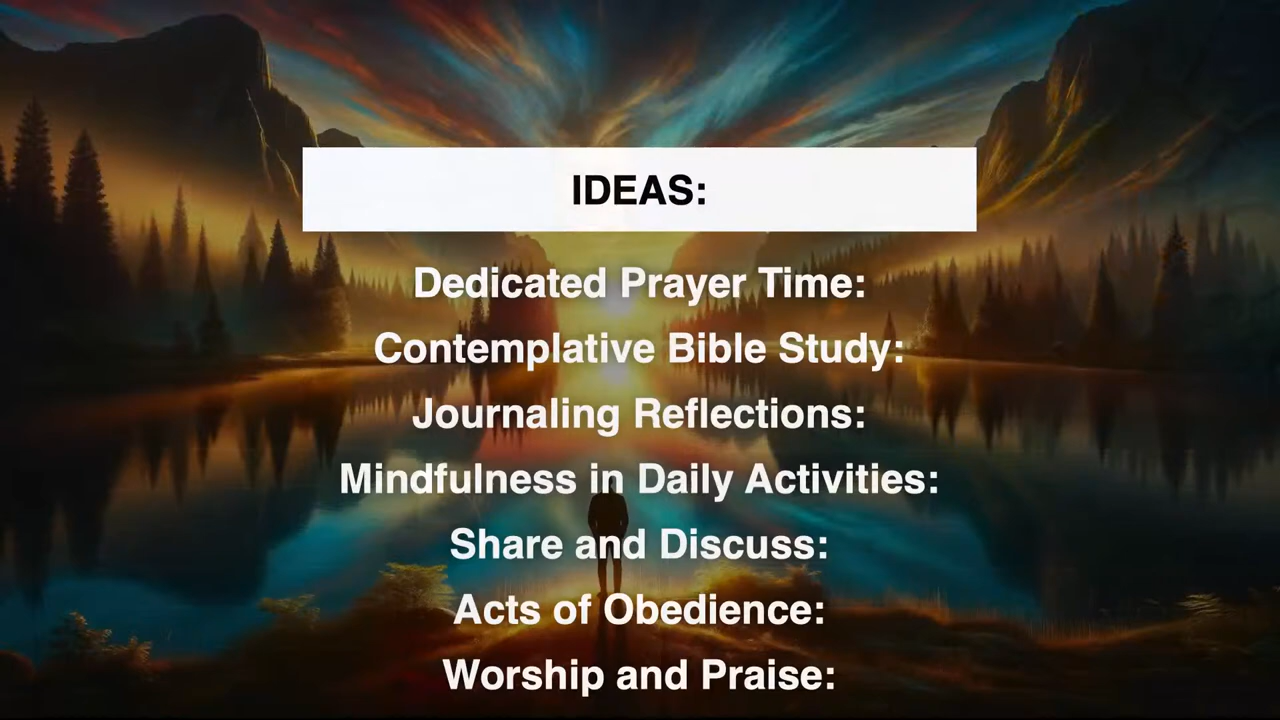 IDEAS:
Dedicated Prayer Time:
Contemplative Bible Study:
Journaling Reflections:
Mindfulness in Daily Activities:
Share and Discuss:
Acts of Obedience:
Worship and Praise: